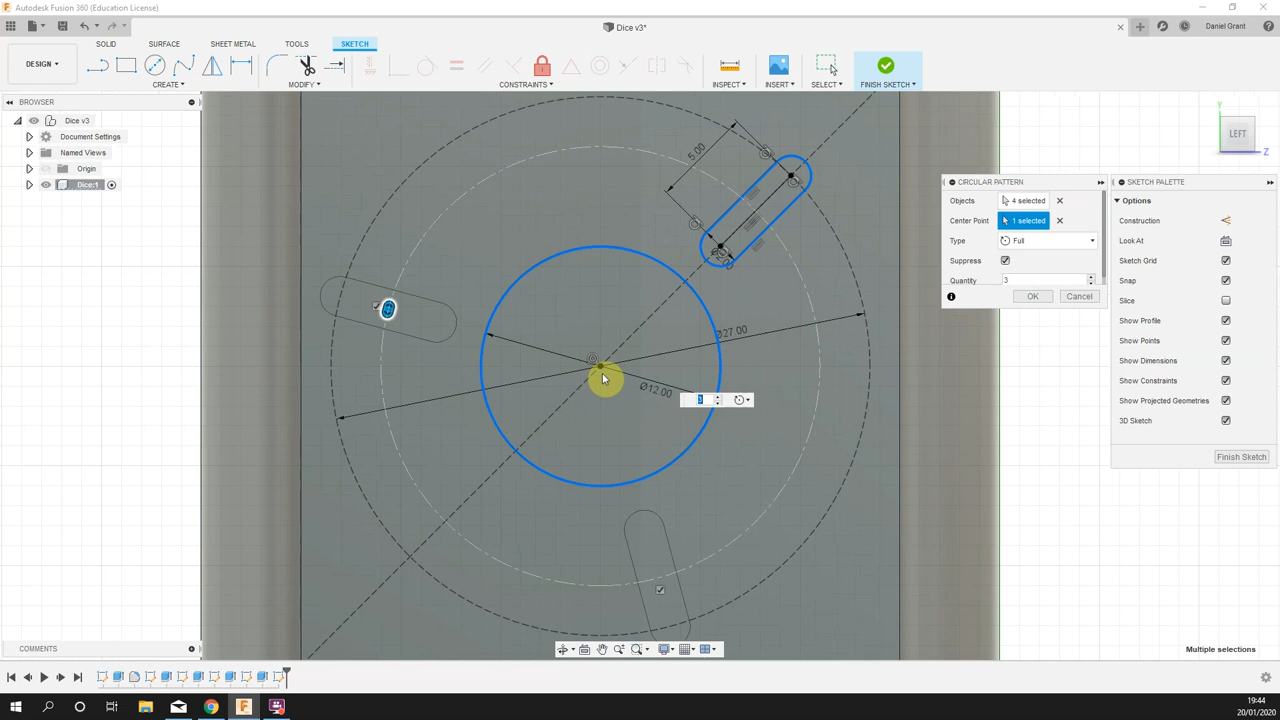 Autodesk Fusion 360 (Education License)
Dice v3*
Daniel Grant
SOLID
SURFACE
SHEET METAL
TOOLS
SKETCH
DESIGN
CREATE
MODIFY
CONSTRAINTS
INSPECT
INSERT
SELECT
FINISH SKETCH
BROWSER
Dice v3
Document Settings
Named Views
Origin
Dice:1
Y
LEFT
Z
CIRCULAR PATTERN
Objects 4 selected
Center Point 1 selected
Type Full
Suppress
Quantity 3
OK Cancel
SKETCH PALETTE
Options
Construction
Look At
Sketch Grid
Snap
Slice
Show Profile
Show Points
Show Dimensions
Show Constraints
Show Projected Geometries
3D Sketch
Finish Sketch
5.00
Ø27.00
Ø12.00
3
COMMENTS
Multiple selections
19:44
20/01/2020